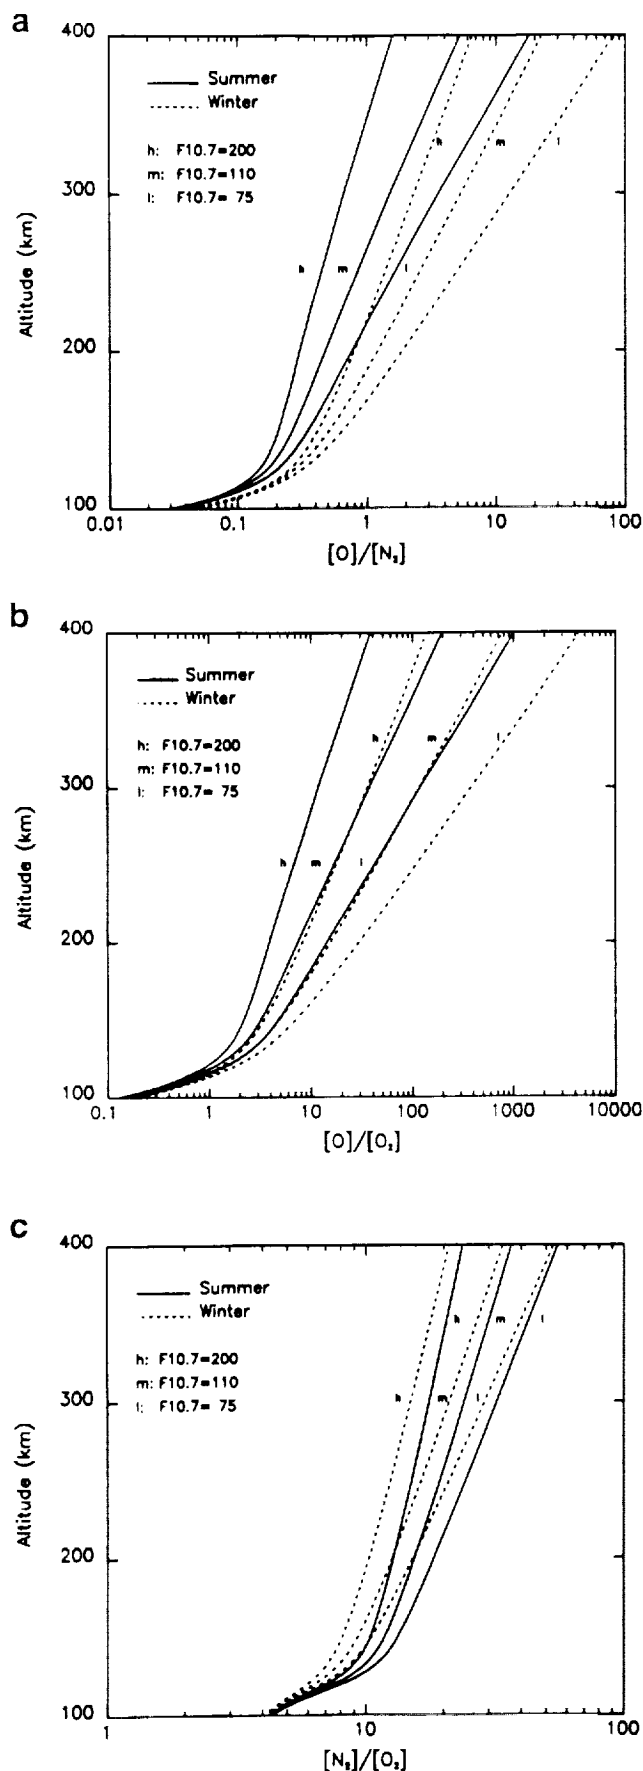 a
400
Summer
Winter
h: F10.7=200
m: F10.7=110
l: F10.7= 75
h
m
l
300
h
m
l
Altitude (km)
200
100
0.01
0.1
1
10
100
[O]/[N₂]
b
400
Summer
Winter
h: F10.7=200
m: F10.7=110
l: F10.7= 75
h
m
l
300
h
m
l
Altitude (km)
200
100
0.1
1
10
100
1000
10000
[O]/[O₂]
c
400
Summer
Winter
h
m
l
h: F10.7=200
m: F10.7=110
l: F10.7= 75
300
h
m
l
Altitude (km)
200
100
1
10
100
[N₂]/[O₂]